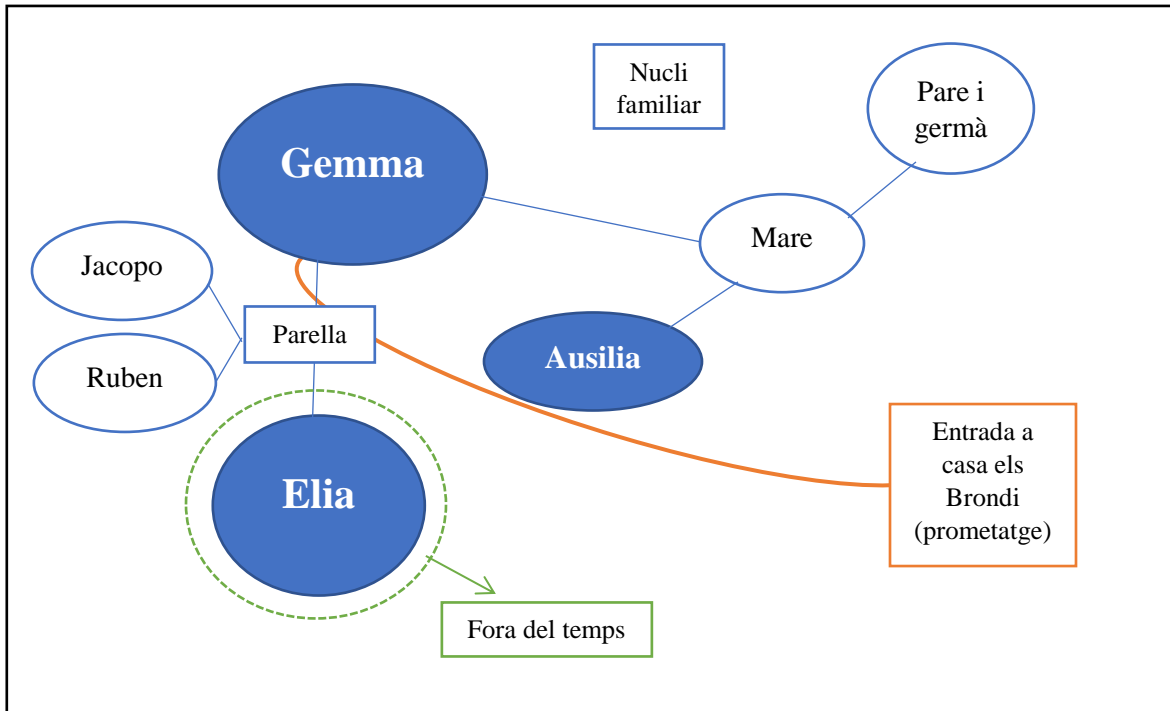 Nucli
familiar
Pare i
germà
Gemma
Mare
Jacopo
Parella
Ausilia
Ruben
Entrada a
casa els
Brondi
(prometatge)
Elia
Fora del temps